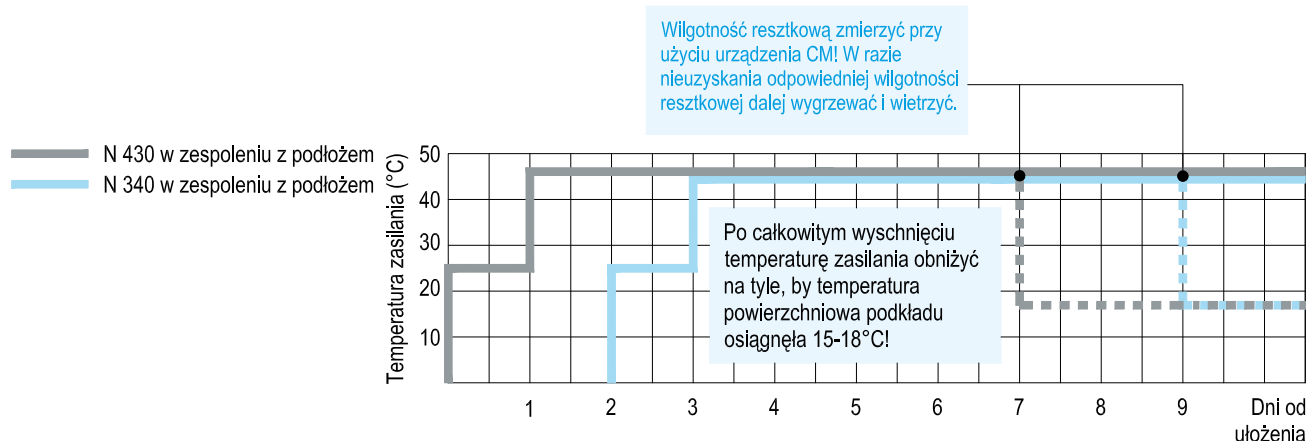 Wilgotność resztkową zmierzyć przy
użyciu urządzenia CM! W razie
nieuzyskania odpowiedniej wilgotności
resztkowej dalej wygrzewać i wietrzyć.
N 430 w zespoleniu z podłożem
N 340 w zespoleniu z podłożem
Temperatura zasilania (°C)
50
40
30
20
10
Po całkowitym wyschnięciu
temperaturę zasilania obniżyć
na tyle, by temperatura
powierzchniowa podkładu
osiągnęła 15-18°C!
1 2 3 4 5 6 7 8 9 Dni od
ułożenia